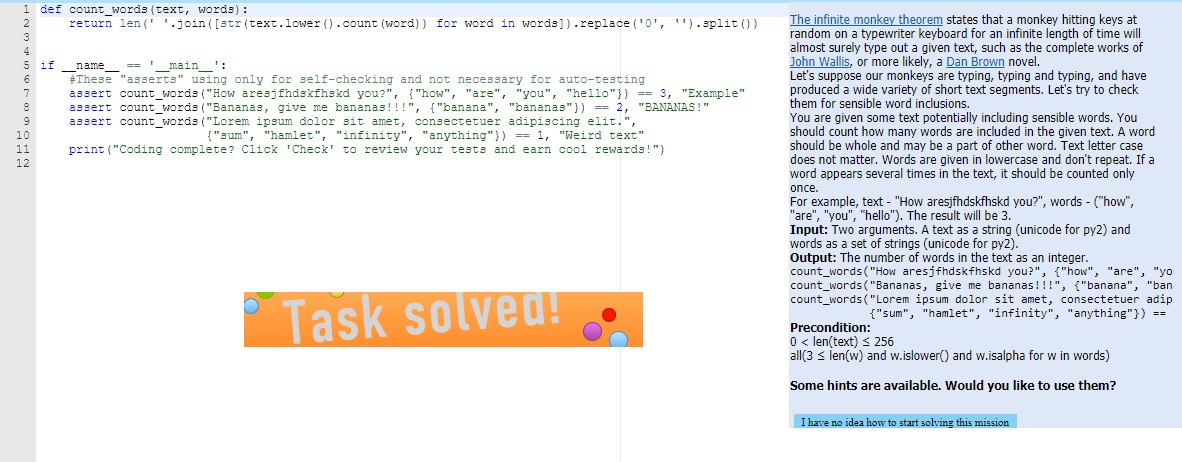 1 def count_words(text, words):
2     return len(' '.join([str(text.lower().count(word)) for word in words]).replace('0', '').split())
3
4
5 if __name__ == '__main__':
6     #These "asserts" using only for self-checking and not necessary for auto-testing
7     assert count_words("How aresjfhdskfhskd you?", {"how", "are", "you", "hello"}) == 3, "Example"
8     assert count_words("Bananas, give me bananas!!!", {"banana", "bananas"}) == 2, "BANANAS!"
9     assert count_words("Lorem ipsum dolor sit amet, consectetuer adipiscing elit.",
10                        {"sum", "hamlet", "infinity", "anything"}) == 1, "Weird text"
11     print("Coding complete? Click 'Check' to review your tests and earn cool rewards!")
12
Task solved!
The infinite monkey theorem states that a monkey hitting keys at
random on a typewriter keyboard for an infinite length of time will
almost surely type out a given text, such as the complete works of
John Wallis, or more likely, a Dan Brown novel.
Let's suppose our monkeys are typing, typing and typing, and have
produced a wide variety of short text segments. Let's try to check
them for sensible word inclusions.
You are given some text potentially including sensible words. You
should count how many words are included in the given text. A word
should be whole and may be a part of other word. Text letter case
does not matter. Words are given in lowercase and don't repeat. If a
word appears several times in the text, it should be counted only
once.
For example, text - "How aresjfhdskfhskd you?", words - ("how",
"are", "you", "hello"). The result will be 3.
Input: Two arguments. A text as a string (unicode for py2) and
words as a set of strings (unicode for py2).
Output: The number of words in the text as an integer.
count_words("How aresjfhdskfhskd you?", {"how", "are", "yo
count_words("Bananas, give me bananas!!!", {"banana", "ban
count_words("Lorem ipsum dolor sit amet, consectetuer adip
{"sum", "hamlet", "infinity", "anything"}) ==
Precondition:
0 < len(text) ≤ 256
all(3 ≤ len(w) and w.islower() and w.isalpha for w in words)
Some hints are available. Would you like to use them?
I have no idea how to start solving this mission